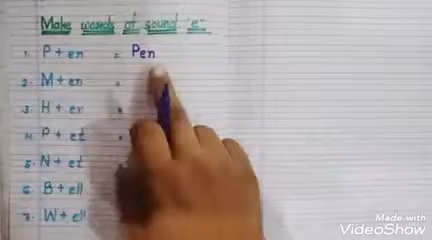 Make words of sound "e"
1. P + en = Pen
2. M + en =
3. H + en =
4. P + et =
5. N + et
6. B + ell
7. W + ell
Made with
VideoShow